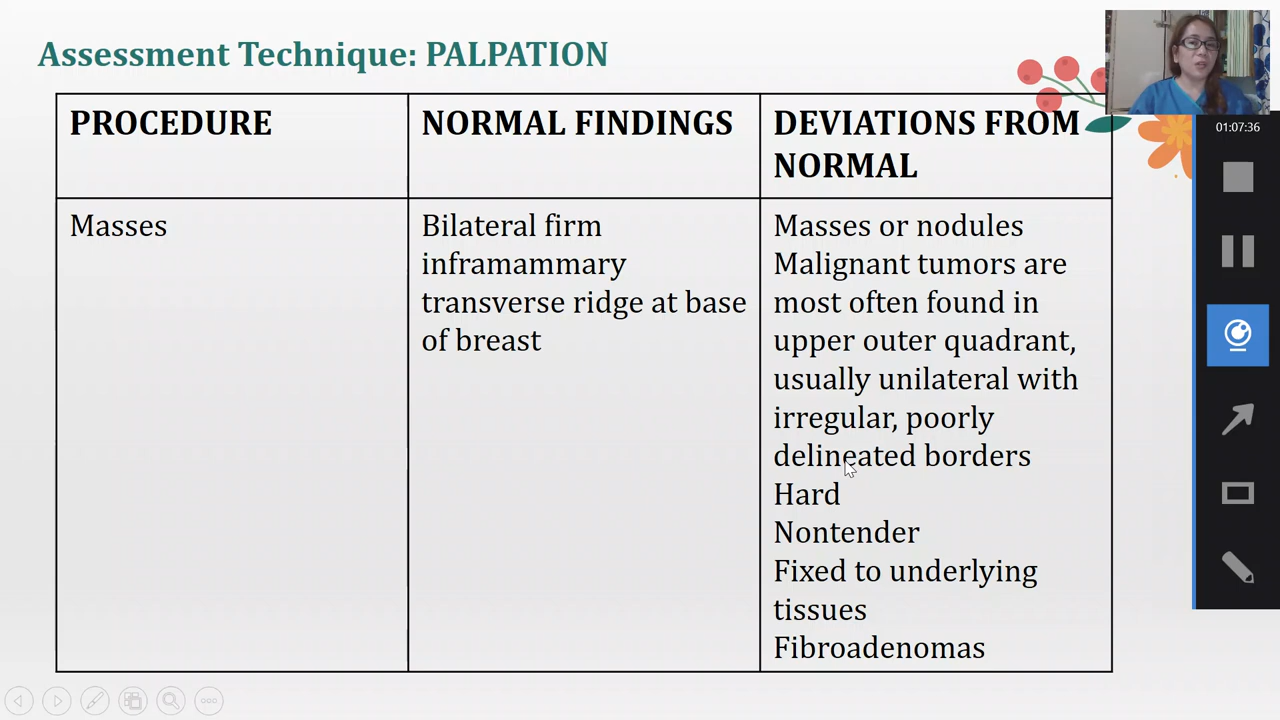 Assessment Technique: PALPATION
PROCEDURE
NORMAL FINDINGS
DEVIATIONS FROM
NORMAL
01:07:36
Masses
Bilateral firm
inframammary
transverse ridge at base
of breast
Masses or nodules
Malignant tumors are
most often found in
upper outer quadrant,
usually unilateral with
irregular, poorly
delineated borders
Hard
Nontender
Fixed to underlying
tissues
Fibroadenomas